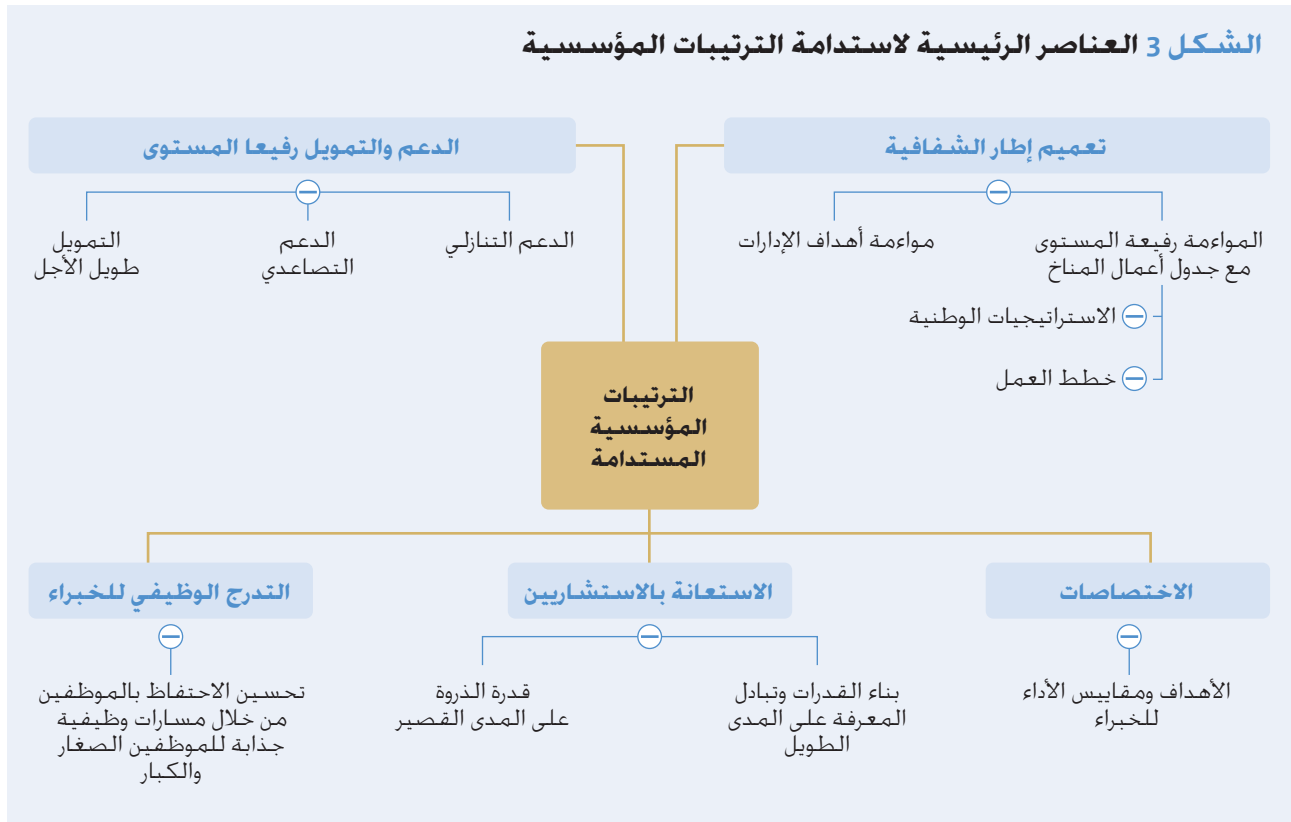 الشكل 3 العناصر الرئيسية لاستدامة الترتيبات المؤسسية
تعميم إطار الشفافية
المواءمة رفيعة المستوى
مع جدول أعمال المناخ
الاستراتيجيات الوطنية
خطط العمل
مواءمة أهداف الإدارات
الدعم والتمويل رفيعا المستوى
الدعم التنازلي
الدعم
التصاعدي
التمويل
طويل الأجل
الترتيبات
المؤسسية
المستدامة
الاختصاصات
الأهداف ومقاييس الأداء
للخبراء
الاستعانة بالاستشاريين
بناء القدرات وتبادل
المعرفة على المدى
الطويل
قدرة الذروة
على المدى القصير
التدرج الوظيفي للخبراء
تحسين الاحتفاظ بالموظفين
من خلال مسارات وظيفية
جذابة للموظفين الصغار
والكبار